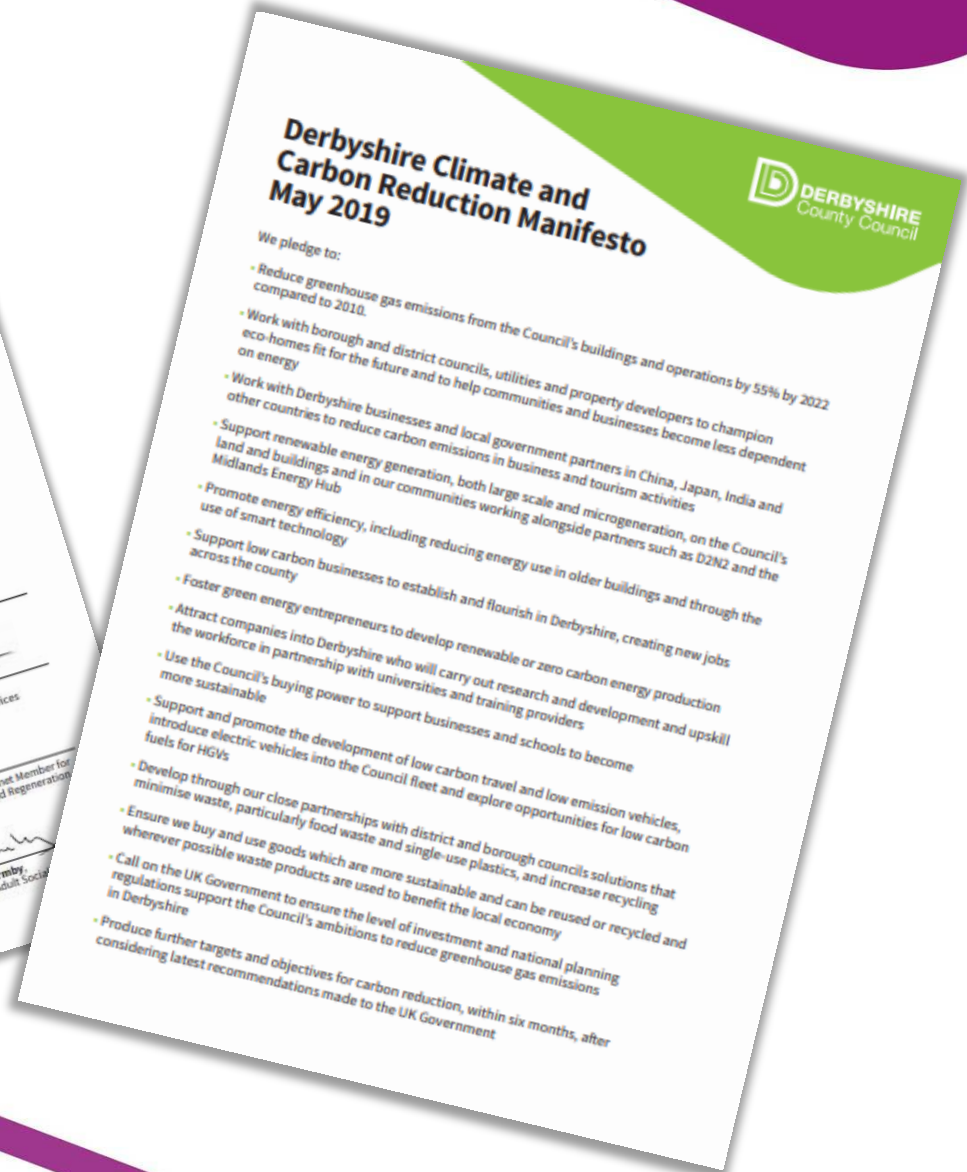 Derbyshire Climate and
Carbon Reduction Manifesto
May 2019
DERBYSHIRE
County Council
We pledge to:
• Reduce greenhouse gas emissions from the Council's buildings and operations by 55% by 2022
compared to 2010.
• Work with borough and district councils, utilities and property developers to champion
eco-homes fit for the future and to help communities and businesses become less dependent
on energy
• Work with Derbyshire businesses and local government partners in China, Japan, India and
other countries to reduce carbon emissions in business and tourism activities
• Support renewable energy generation, both large scale and microgeneration, on the Council's
land and buildings and in our communities working alongside partners such as D2N2 and the
Midlands Energy Hub
• Promote energy efficiency, including reducing energy use in older buildings and through the
use of smart technology
• Support low carbon businesses to establish and flourish in Derbyshire, creating new jobs
across the county
• Foster green energy entrepreneurs to develop renewable or zero carbon energy production
• Attract companies into Derbyshire who will carry out research and development and upskill
the workforce in partnership with universities and training providers
• Use the Council's buying power to support businesses and schools to become
more sustainable
• Support and promote the development of low carbon travel and low emission vehicles,
introduce electric vehicles into the Council fleet and explore opportunities for low carbon
fuels for HGVs
• Develop through our close partnerships with district and borough councils solutions that
minimise waste, particularly food waste and single-use plastics, and increase recycling
• Ensure we buy and use goods which are more sustainable and can be reused or recycled and
wherever possible waste products are used to benefit the local economy
• Call on the UK Government to ensure the level of investment and national planning
regulations support the Council's ambitions to reduce greenhouse gas emissions
in Derbyshire
• Produce further targets and objectives for carbon reduction, within six months, after
considering latest recommendations made to the UK Government
Member for
Regeneration